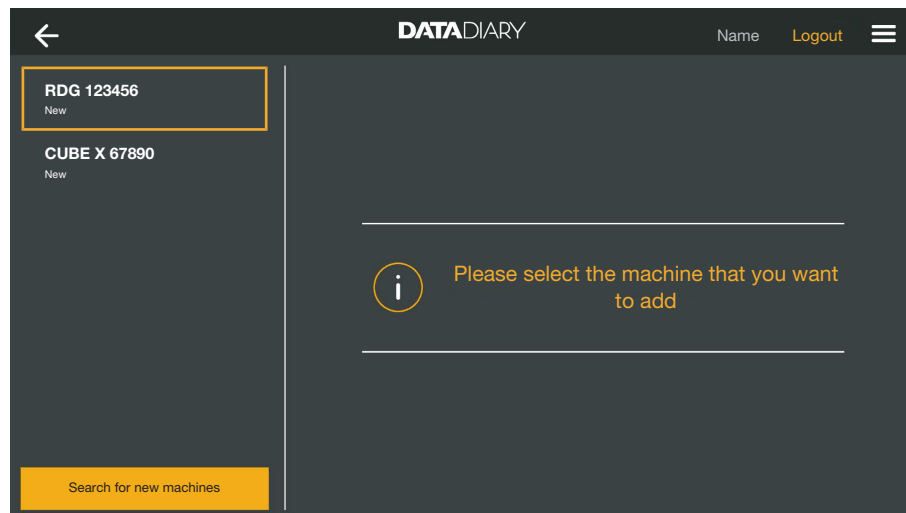 DATADIARY
Name
Logout
RDG 123456
New
CUBE X 67890
New
Please select the machine that you want
to add
Search for new machines